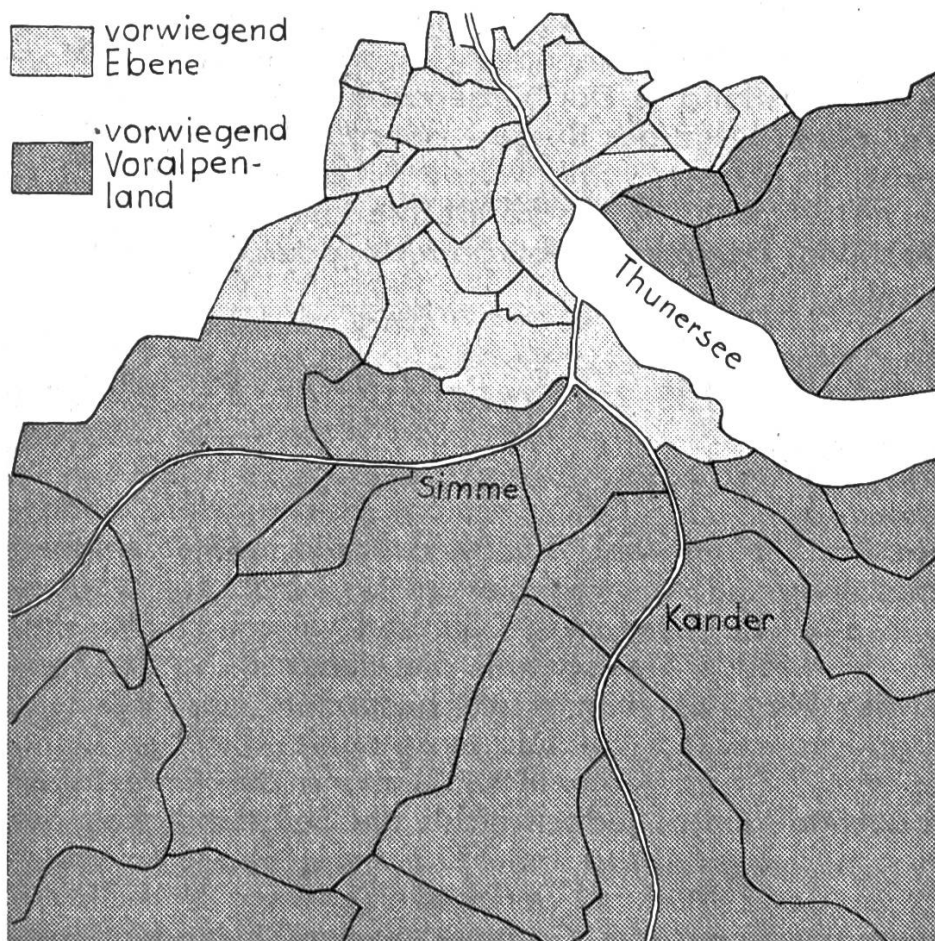 vorwiegend
Ebene
vorwiegend
Voralpen-
land
Thunersee
Simme
Kander